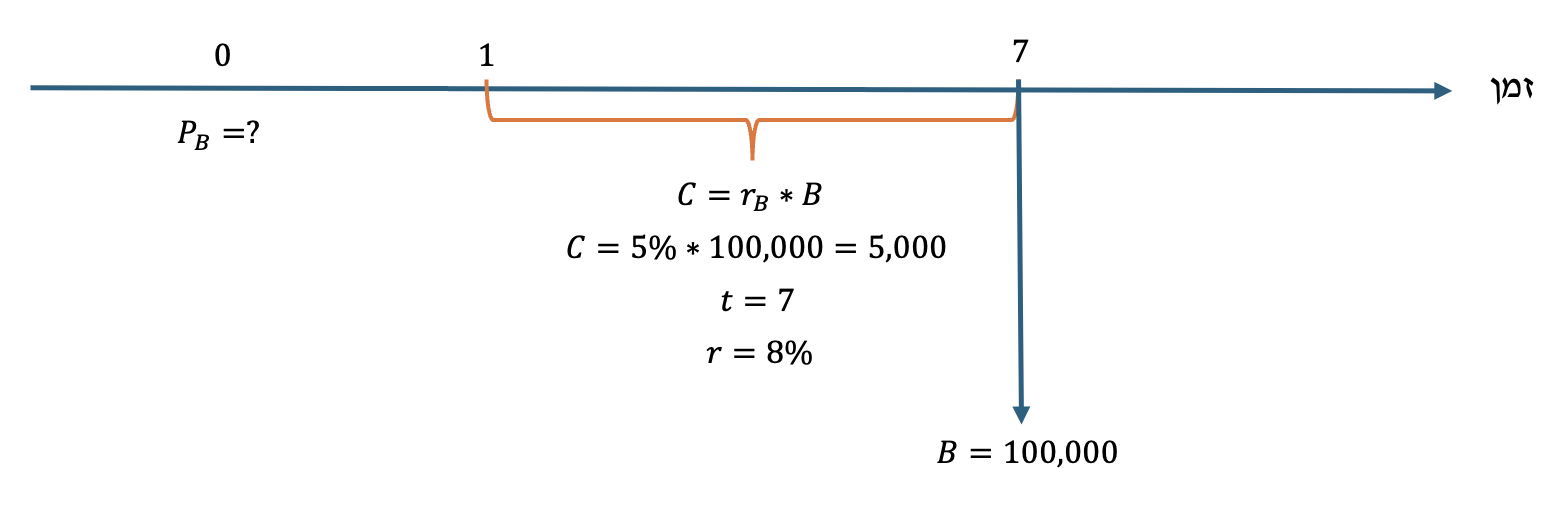 0 1 7
זמן
P_B =?
C = r_B * B
C = 5% * 100,000 = 5,000
t = 7
r = 8%
B = 100,000